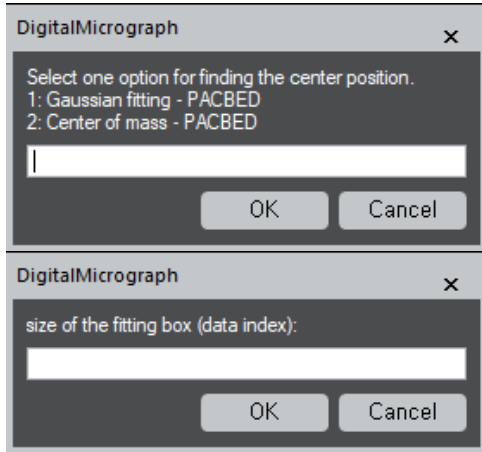 DigitalMicrograph
×
Select one option for finding the center position.
1: Gaussian fitting - PACBED
2: Center of mass - PACBED
OK Cancel
DigitalMicrograph
×
size of the fitting box (data index):
OK Cancel